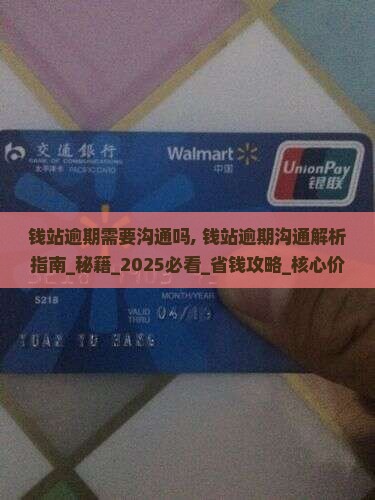 交通銀行
BANK OF COMMUNICATIONS
太平洋卡 PACIFIC CARD
Walmart
中国
UnionPay
银联
钱站逾期需要沟通吗, 钱站逾期沟通解析
指南_秘籍_2025必看_省钱攻略_核心价
5218
MONTH/YEAR
VALID
THRU